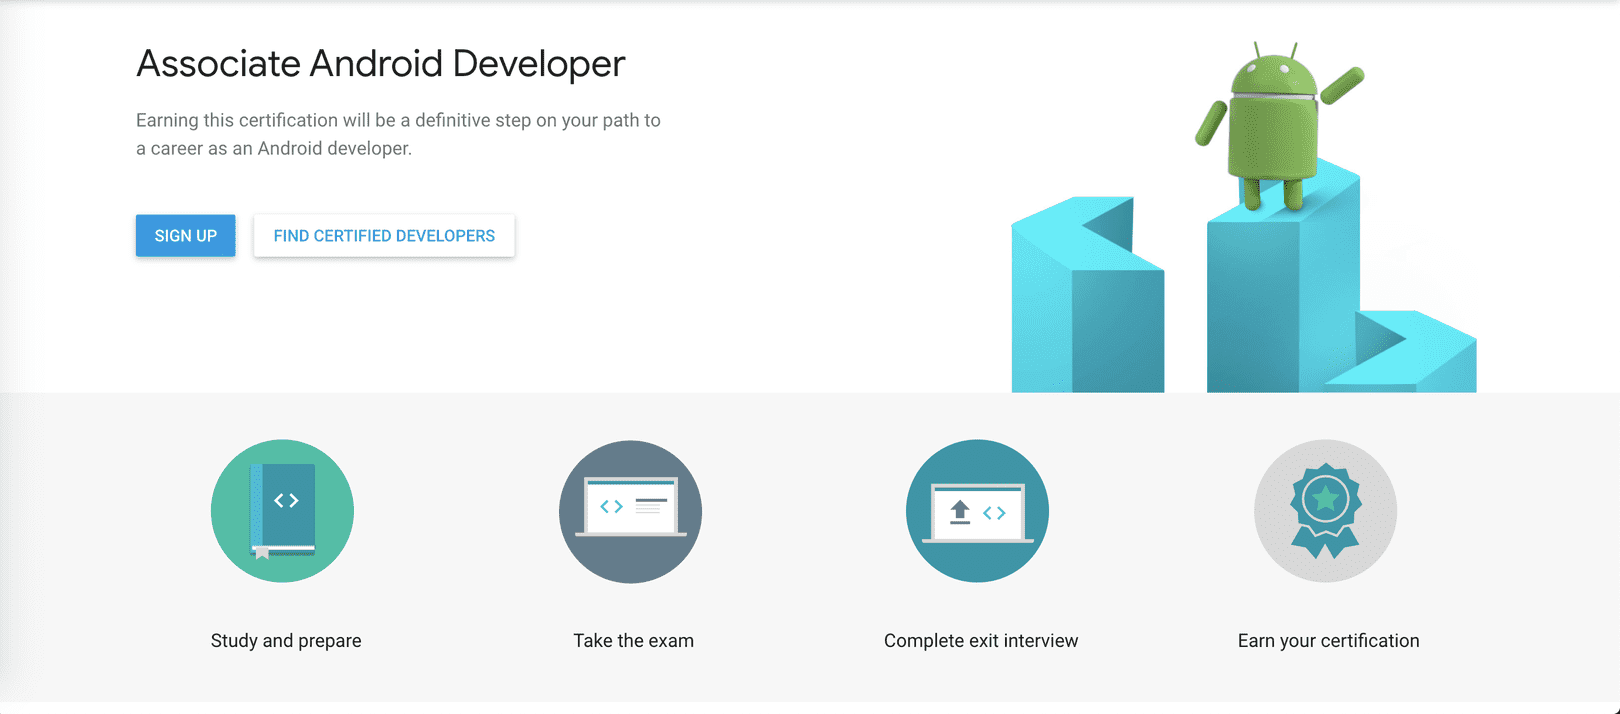 Associate Android Developer
Earning this certification will be a definitive step on your path to
a career as an Android developer.
SIGN UP
FIND CERTIFIED DEVELOPERS
Study and prepare
Take the exam
Complete exit interview
Earn your certification